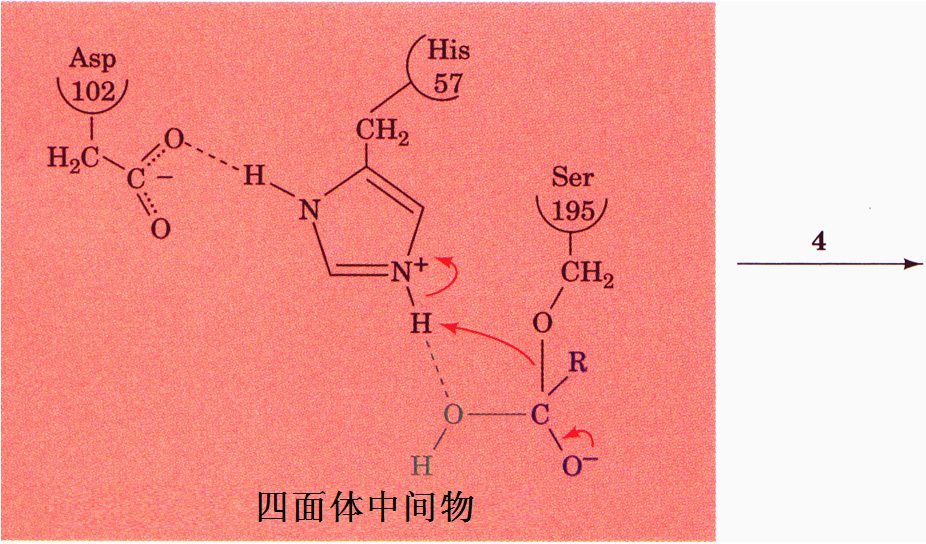 Asp
102
His
57
CH₂
H₂C
O
C
−
O
H
N
N⁺
H
Ser
195
CH₂
O
R
O
C
H
O⁻
4
四面体中间物